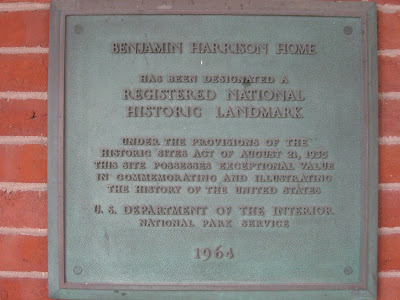 BENJAMIN HARRISON HOME
HAS BEEN DESIGNATED A
REGISTERED NATIONAL
HISTORIC LANDMARK
UNDER THE PROVISIONS OF THE
HISTORIC SITES ACT OF AUGUST 21, 1935
THIS SITE POSSESSES EXCEPTIONAL VALUE
IN COMMEMORATING AND ILLUSTRATING
THE HISTORY OF THE UNITED STATES
U. S. DEPARTMENT OF THE INTERIOR
NATIONAL PARK SERVICE
1964